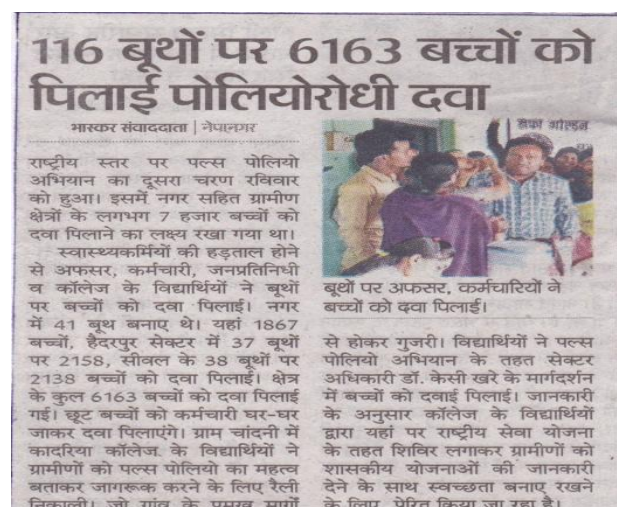 116 बूथों पर 6163 बच्चों को
पिलाई पोलियोरोधी दवा
भास्कर संवाददाता | नेपानगर
राष्ट्रीय स्तर पर पल्स पोलियो
अभियान का दूसरा चरण रविवार
को हुआ। इसमें नगर सहित ग्रामीण
क्षेत्रों के लगभग 7 हजार बच्चों को
दवा पिलाने का लक्ष्य रखा गया था।
स्वास्थ्यकर्मियों की हड़ताल होने
से अफसर, कर्मचारी, जनप्रतिनिधी
व कॉलेज के विद्यार्थियों ने बूथों
पर बच्चों को दवा पिलाई। नगर
में 41 बूथ बनाए थे। यहां 1867
बच्चों, हैदरपुर सेक्टर में 37 बूथों
पर 2158, सीवल के 38 बूथों पर
2138 बच्चों को दवा पिलाई। क्षेत्र
के कुल 6163 बच्चों को दवा पिलाई
गई। छूट बच्चों को कर्मचारी घर-घर
जाकर दवा पिलाएंगे। ग्राम चांदनी में
कादरिया कॉलेज के विद्यार्थियों ने
ग्रामीणों को पल्स पोलियो का महत्व
बताकर जागरूक करने के लिए रैली
निकाली। जो गांव के प्रमुख मार्गों
गोल्डन
बूथों पर अफसर, कर्मचारियों ने
बच्चों को दवा पिलाई।
से होकर गुजरी। विद्यार्थियों ने पल्स
पोलियो अभियान के तहत सेक्टर
अधिकारी डॉ. केसी खरे के मार्गदर्शन
में बच्चों को दवाई पिलाई। जानकारी
के अनुसार कॉलेज के विद्यार्थियों
द्वारा यहां पर राष्ट्रीय सेवा योजना
के तहत शिविर लगाकर ग्रामीणों को
शासकीय योजनाओं की जानकारी
देने के साथ स्वच्छता बनाए रखने
के लिए प्रेरित किया जा रहा है।